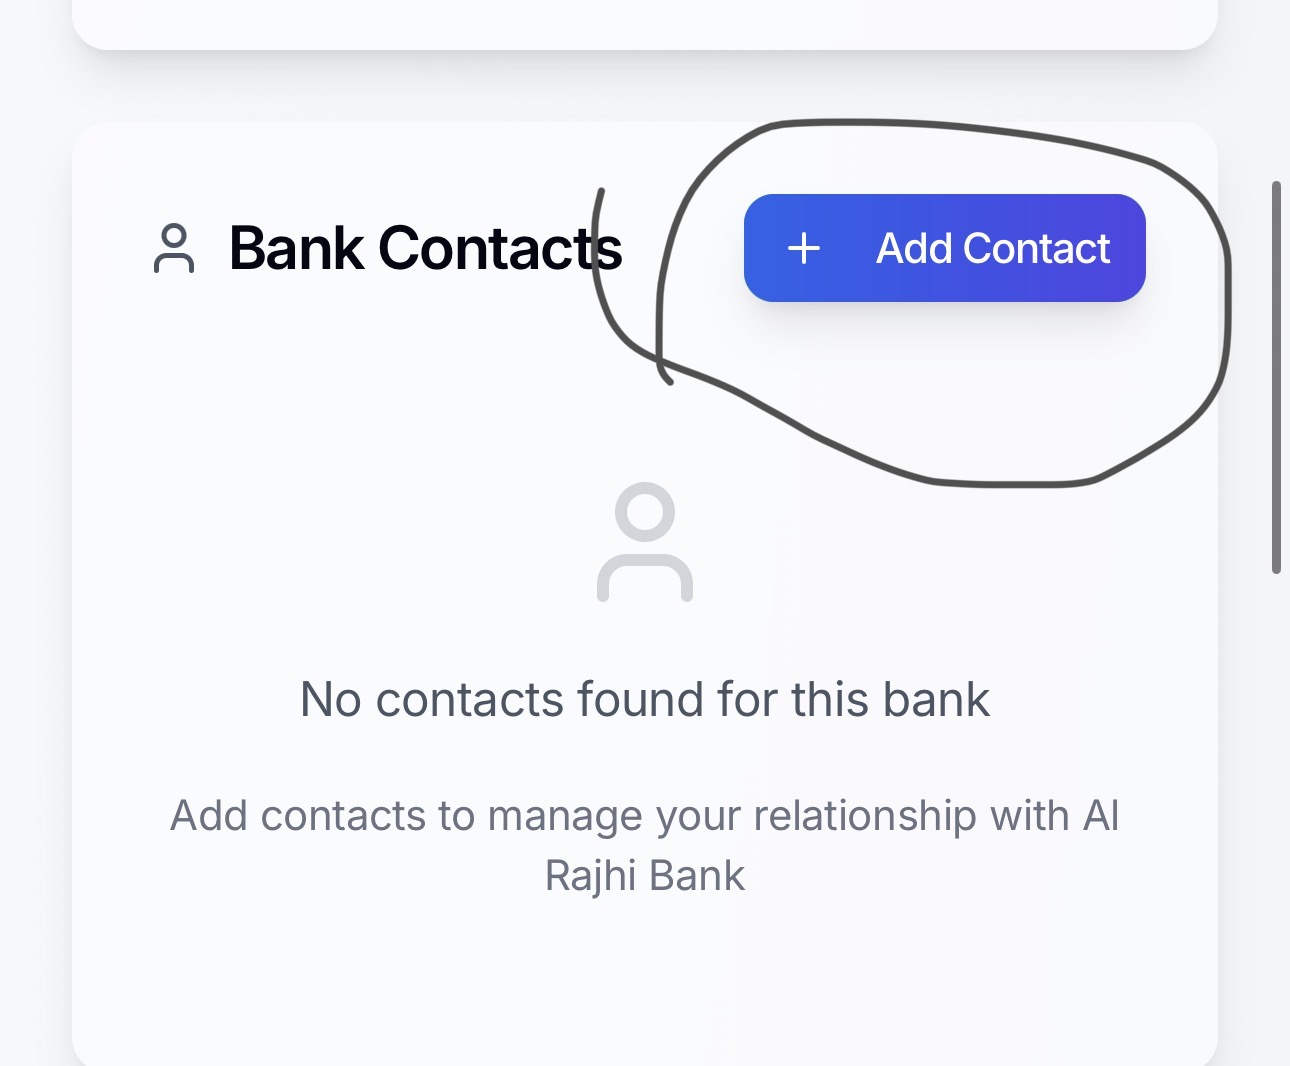 Bank Contacts
+ Add Contact
No contacts found for this bank
Add contacts to manage your relationship with Al
Rajhi Bank